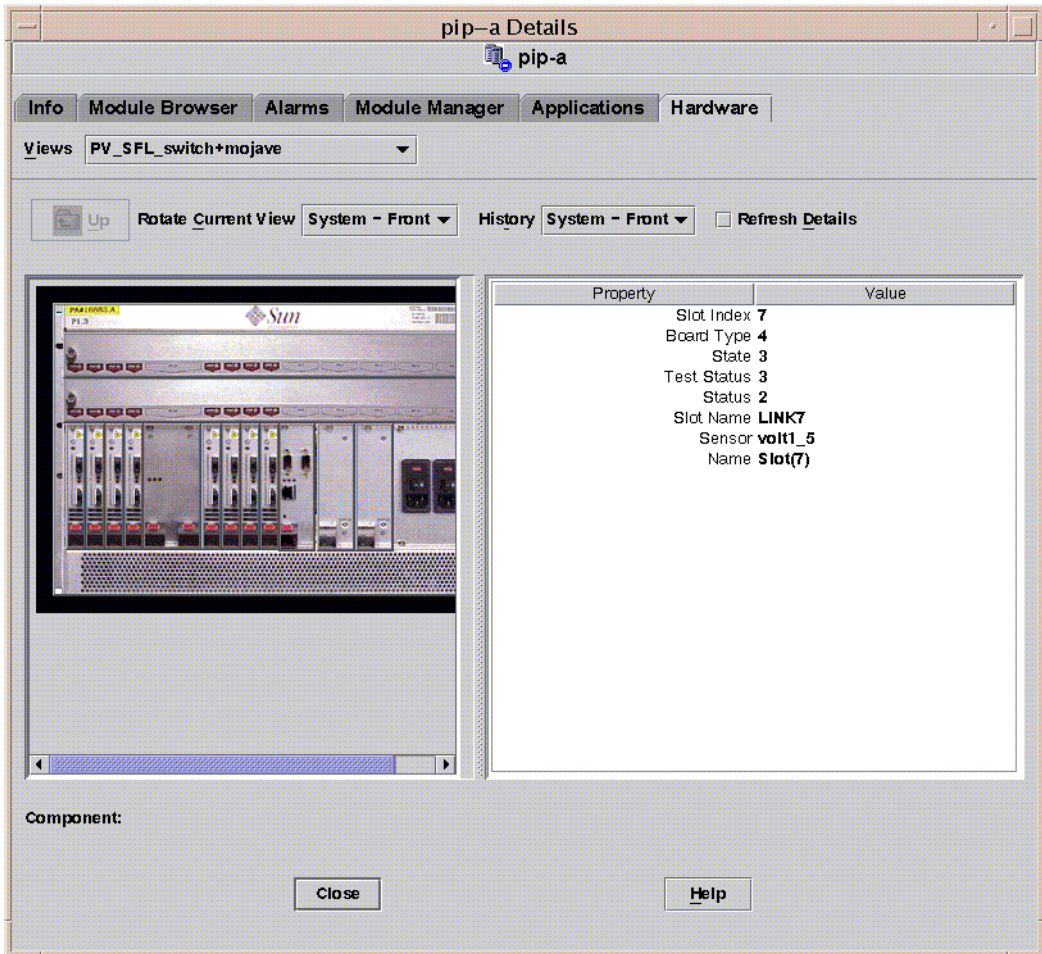 pip–a Details
pip-a
Info Module Browser Alarms Module Manager Applications Hardware
Views PV_SFL_switch+mojave
Up Rotate Current View System – Front History System – Front Refresh Details
Sun
P1.3
Property Value
Slot Index 7
Board Type 4
State 3
Test Status 3
Status 2
Slot Name LINK7
Sensor volt1_5
Name Slot(7)
Component:
Close Help